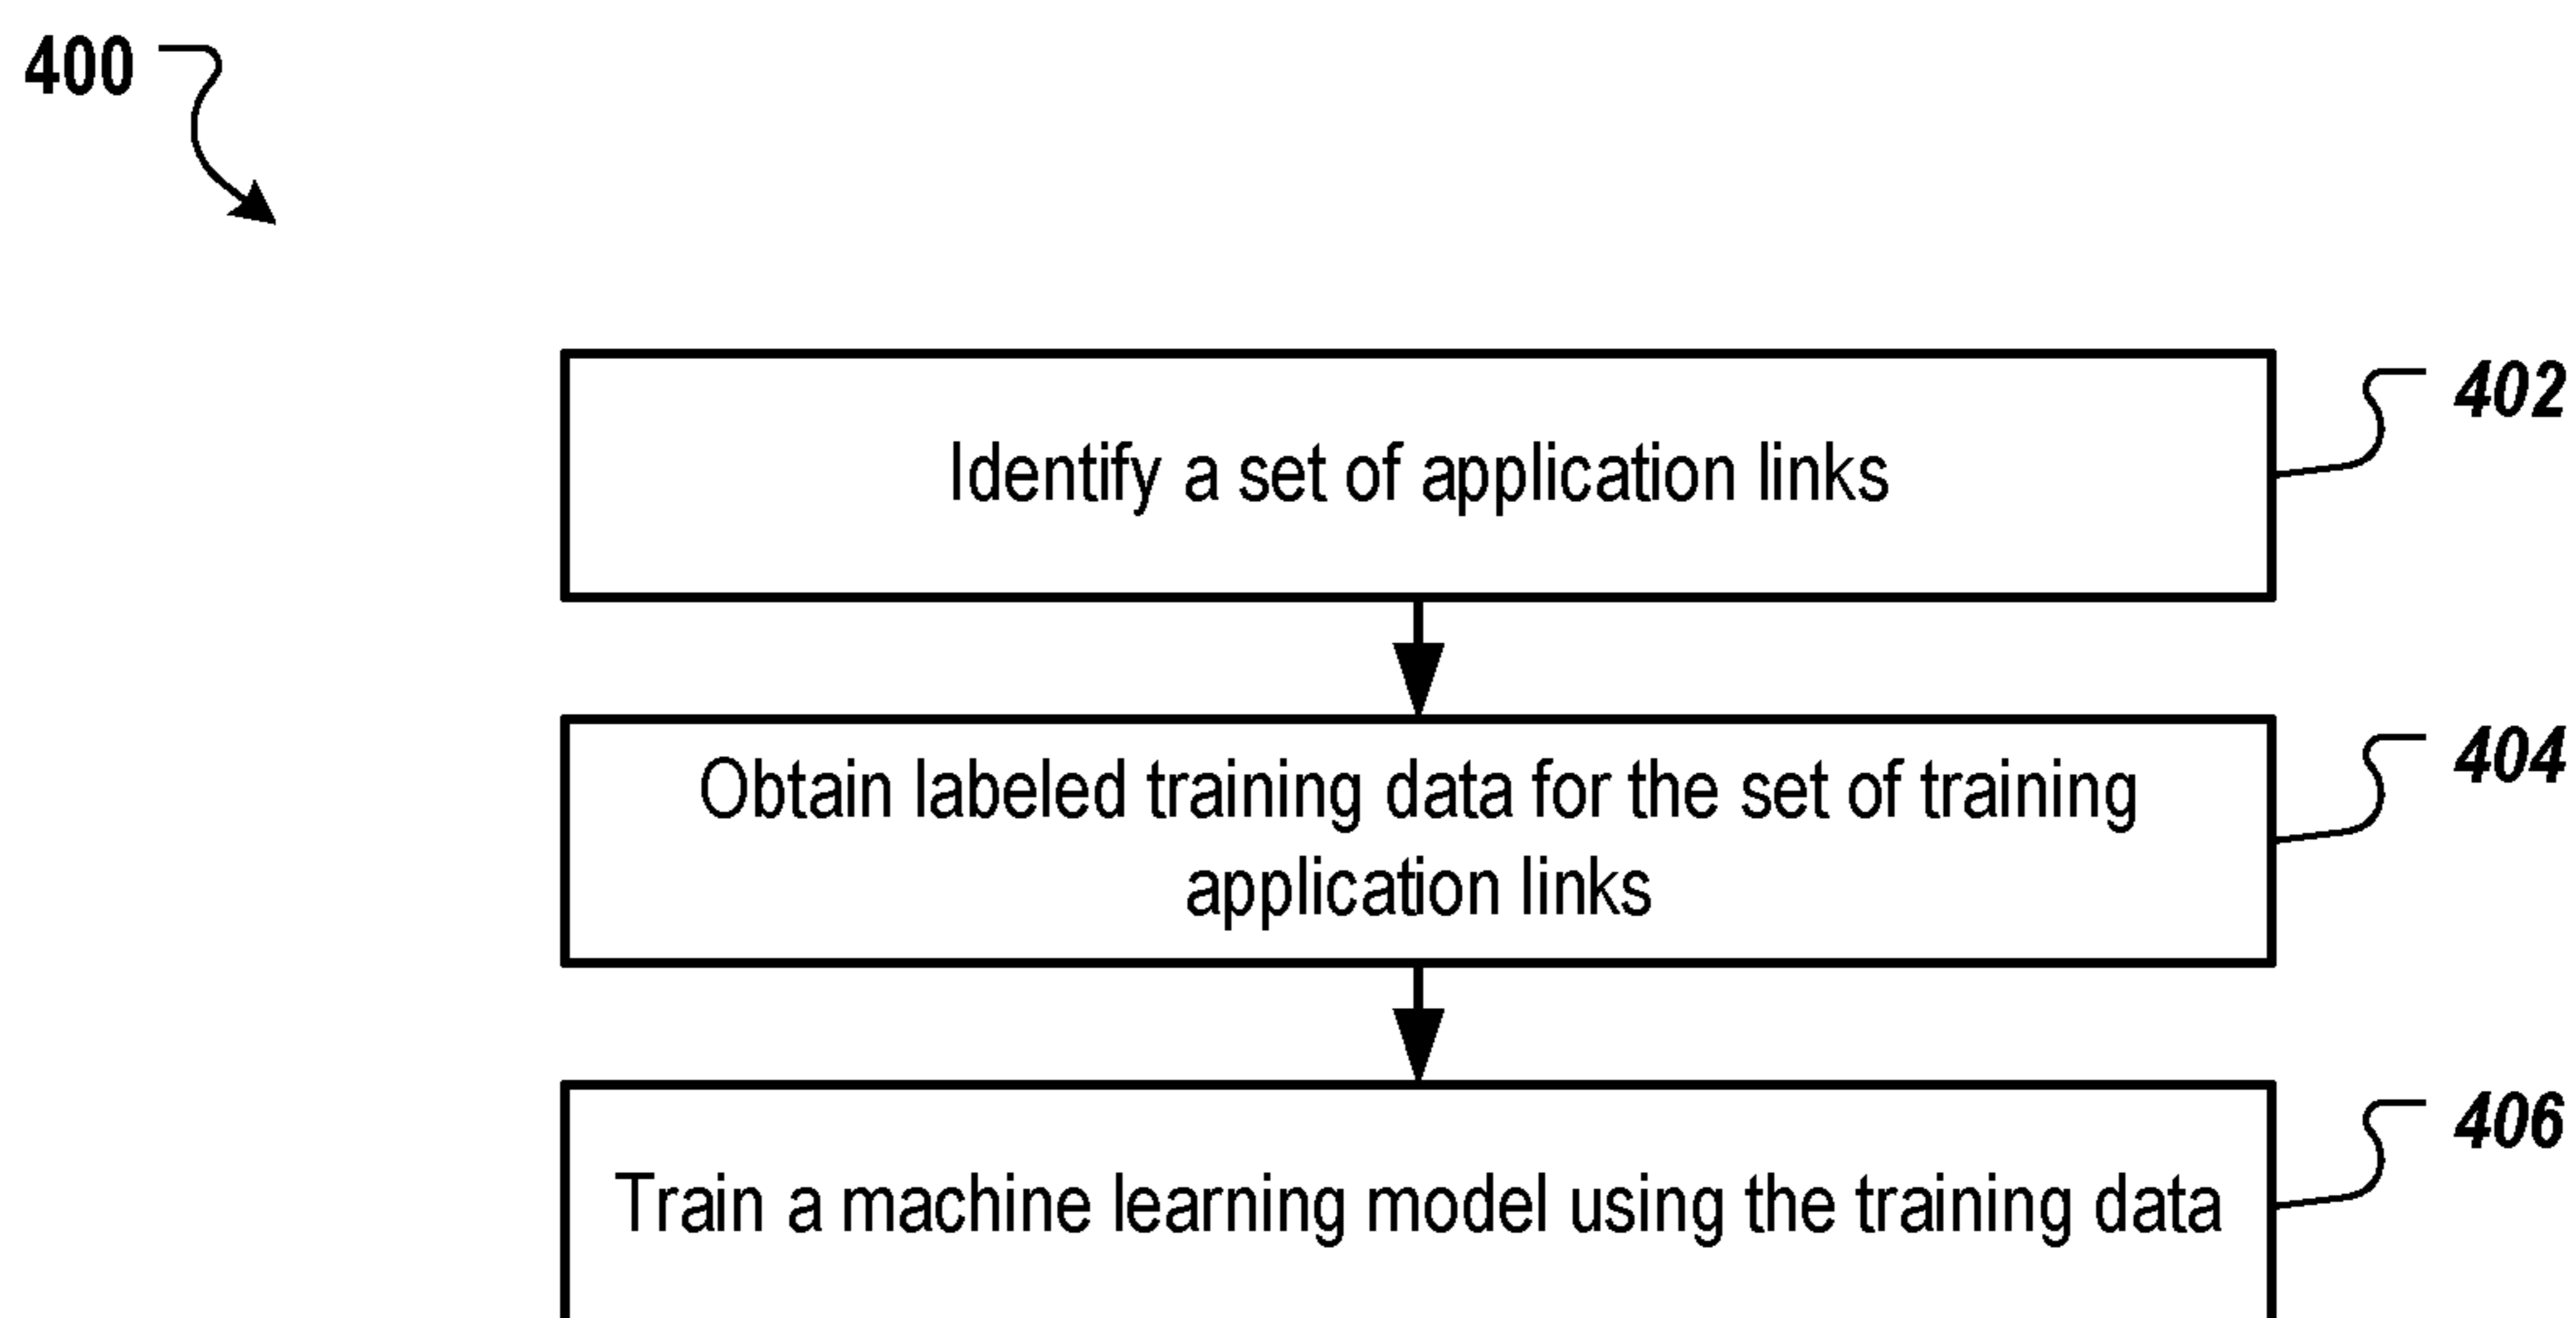 400
402
Identify a set of application links
404
Obtain labeled training data for the set of training
application links
406
Train a machine learning model using the training data